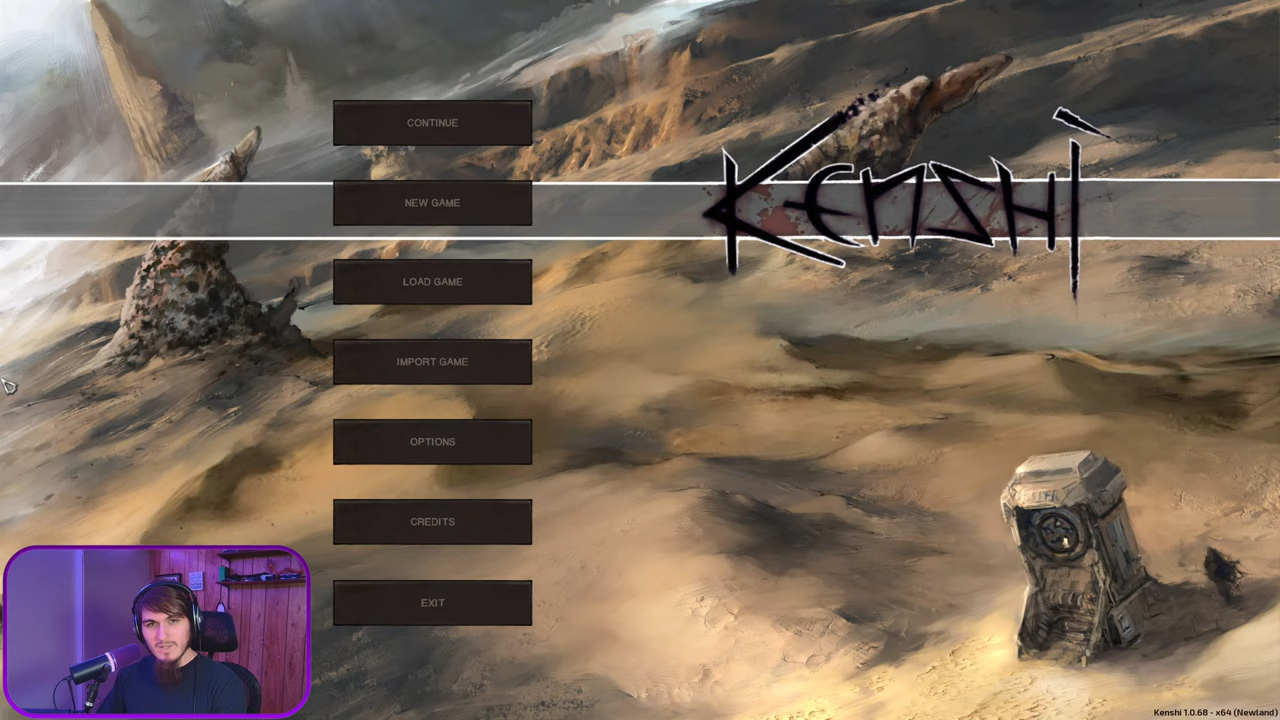 CONTINUE
NEW GAME
Kenshi
LOAD GAME
IMPORT GAME
OPTIONS
CREDITS
EXIT
Kenshi 1.0.68 - x64 (Newland)